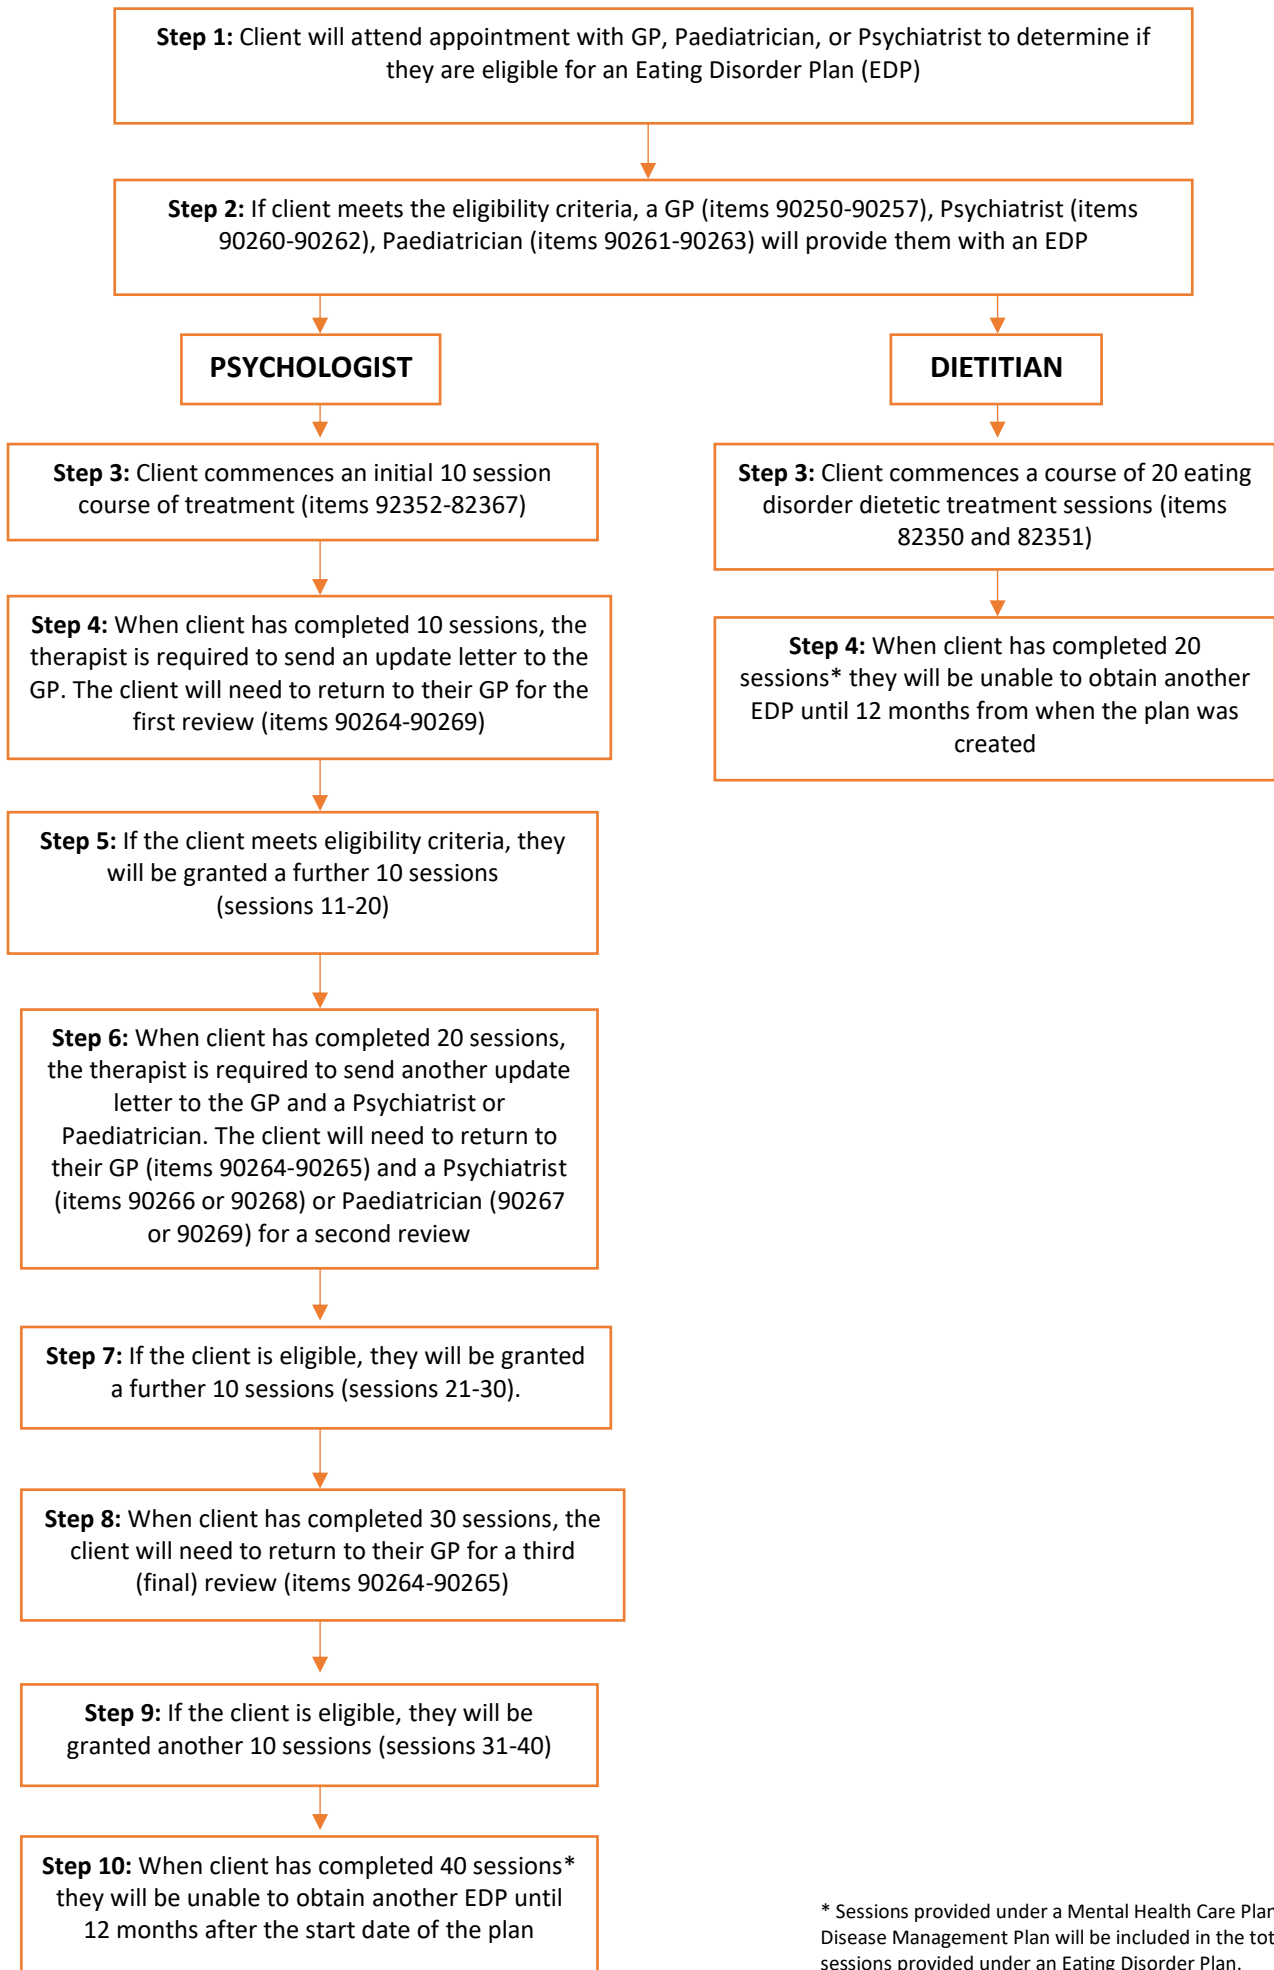 Step 1: Client will attend appointment with GP, Paediatrician, or Psychiatrist to determine if
they are eligible for an Eating Disorder Plan (EDP)
Step 2: If client meets the eligibility criteria, a GP (items 90250-90257), Psychiatrist (items
90260-90262), Paediatrician (items 90261-90263) will provide them with an EDP
PSYCHOLOGIST
Step 3: Client commences an initial 10 session
course of treatment (items 92352-82367)
Step 4: When client has completed 10 sessions, the
therapist is required to send an update letter to the
GP. The client will need to return to their GP for the
first review (items 90264-90269)
Step 5: If the client meets eligibility criteria, they
will be granted a further 10 sessions
(sessions 11-20)
Step 6: When client has completed 20 sessions,
the therapist is required to send another update
letter to the GP and a Psychiatrist or
Paediatrician. The client will need to return to
their GP (items 90264-90265) and a Psychiatrist
(items 90266 or 90268) or Paediatrician (90267
or 90269) for a second review
Step 7: If the client is eligible, they will be granted
a further 10 sessions (sessions 21-30).
Step 8: When client has completed 30 sessions, the
client will need to return to their GP for a third
(final) review (items 90264-90265)
Step 9: If the client is eligible, they will be
granted another 10 sessions (sessions 31-40)
Step 10: When client has completed 40 sessions*
they will be unable to obtain another EDP until
12 months after the start date of the plan
DIETITIAN
Step 3: Client commences a course of 20 eating
disorder dietetic treatment sessions (items
82350 and 82351)
Step 4: When client has completed 20
sessions* they will be unable to obtain another
EDP until 12 months from when the plan was
created
* Sessions provided under a Mental Health Care Plan
Disease Management Plan will be included in the
sessions provided under an Eating Disorder Plan.